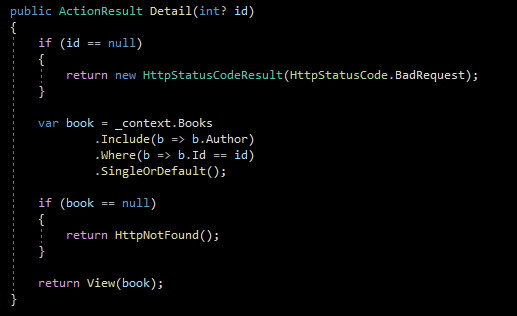 public ActionResult Detail(int? id)
{
    if (id == null)
    {
        return new HttpStatusCodeResult(HttpStatusCode.BadRequest);
    }

    var book = _context.Books
            .Include(b => b.Author)
            .Where(b => b.Id == id)
            .SingleOrDefault();

    if (book == null)
    {
        return HttpNotFound();
    }

    return View(book);
}